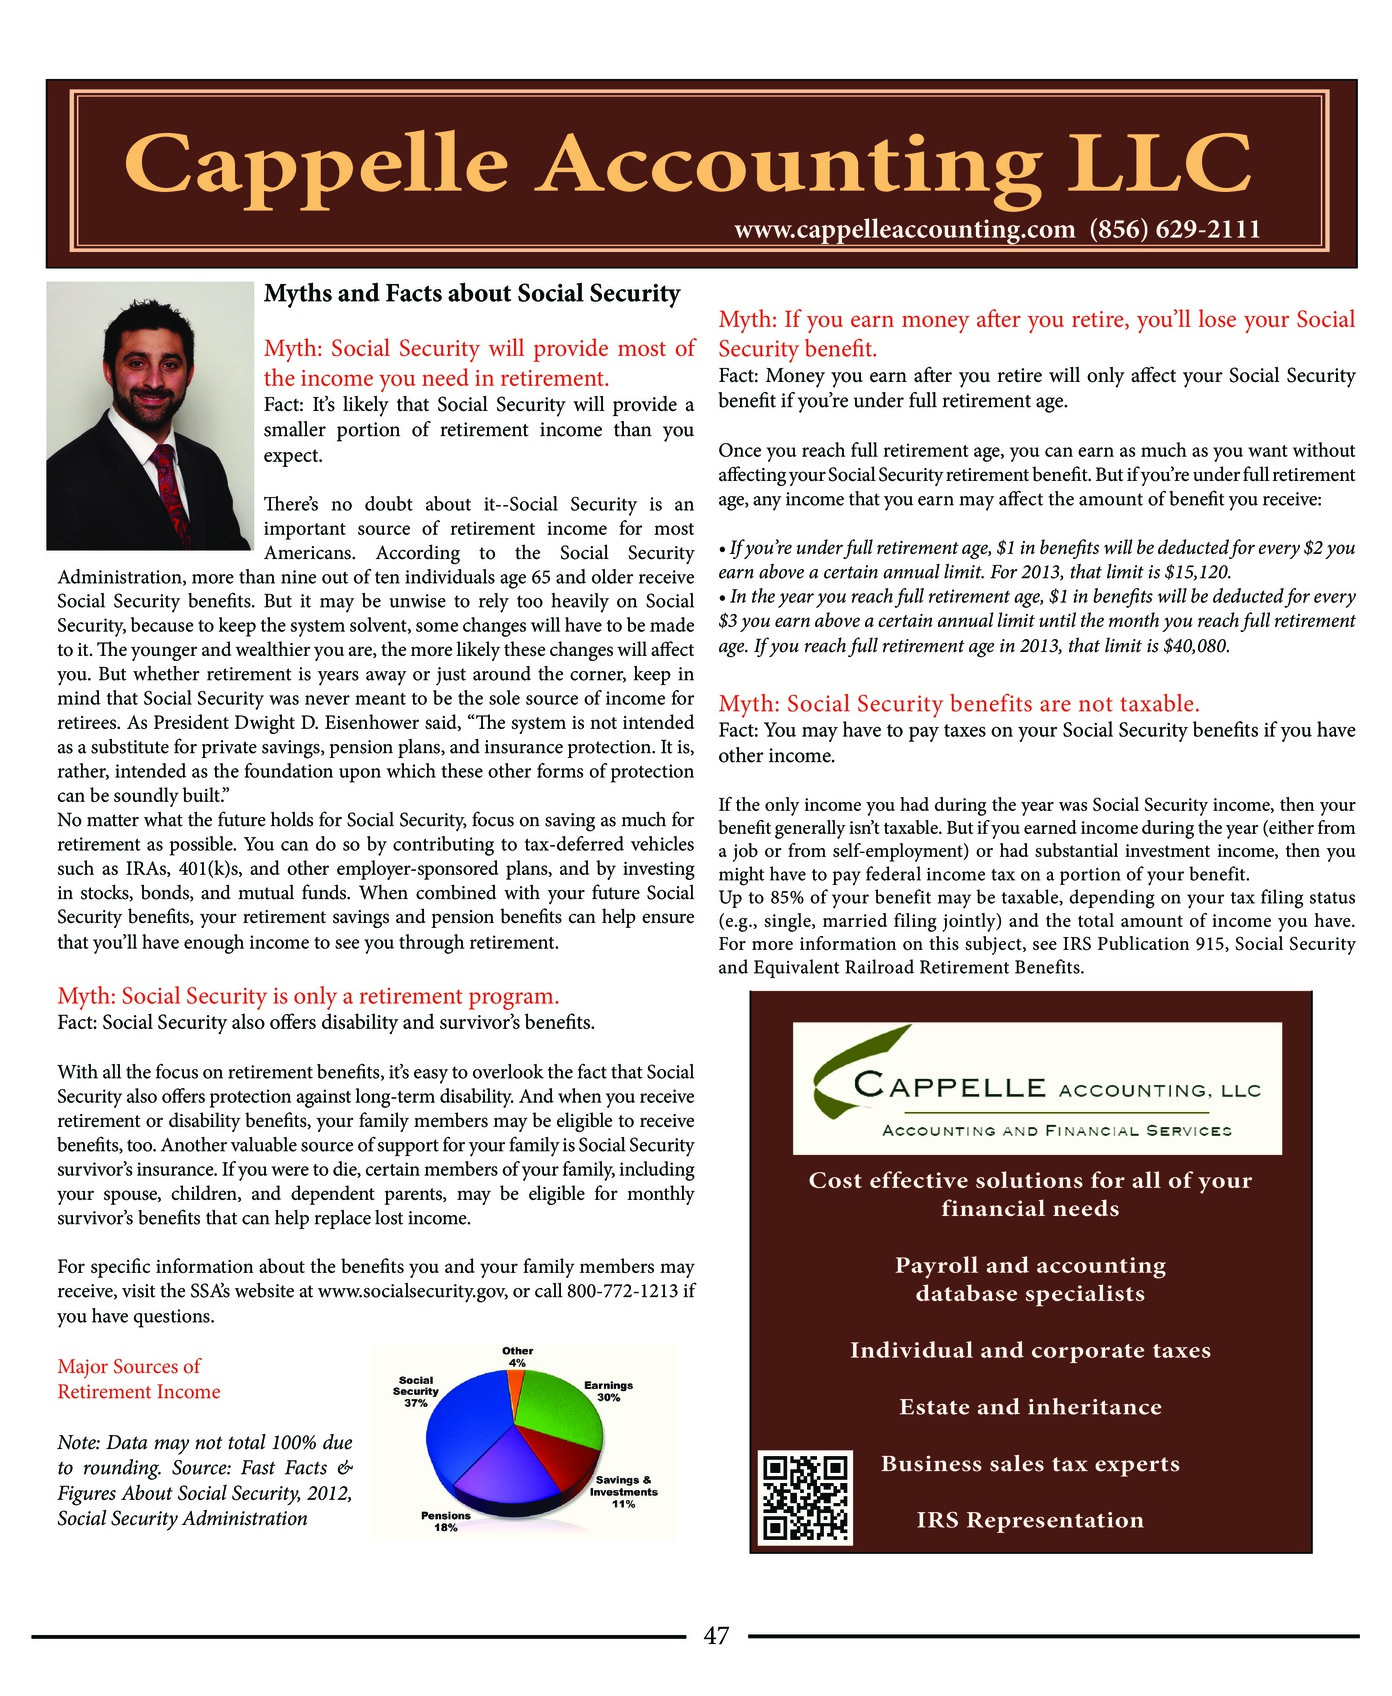 Cappelle Accounting LLC
www.cappelleaccounting.com (856) 629-2111
Myths and Facts about Social Security
Myth: Social Security will provide most of
the income you need in retirement.
Fact: It’s likely that Social Security will provide a
smaller portion of retirement income than you
expect.
There’s no doubt about it--Social Security is an
important source of retirement income for most
Americans. According to the Social Security
Administration, more than nine out of ten individuals age 65 and older receive
Social Security benefits. But it may be unwise to rely too heavily on Social
Security, because to keep the system solvent, some changes will have to be made
to it. The younger and wealthier you are, the more likely these changes will affect
you. But whether retirement is years away or just around the corner, keep in
mind that Social Security was never meant to be the sole source of income for
retirees. As President Dwight D. Eisenhower said, “The system is not intended
as a substitute for private savings, pension plans, and insurance protection. It is,
rather, intended as the foundation upon which these other forms of protection
can be soundly built.”
No matter what the future holds for Social Security, focus on saving as much for
retirement as possible. You can do so by contributing to tax-deferred vehicles
such as IRAs, 401(k)s, and other employer-sponsored plans, and by investing
in stocks, bonds, and mutual funds. When combined with your future Social
Security benefits, your retirement savings and pension benefits can help ensure
that you’ll have enough income to see you through retirement.
Myth: Social Security is only a retirement program.
Fact: Social Security also offers disability and survivor’s benefits.
With all the focus on retirement benefits, it’s easy to overlook the fact that Social
Security also offers protection against long-term disability. And when you receive
retirement or disability benefits, your family members may be eligible to receive
benefits, too. Another valuable source of support for your family is Social Security
survivor’s insurance. If you were to die, certain members of your family, including
your spouse, children, and dependent parents, may be eligible for monthly
survivor’s benefits that can help replace lost income.
For specific information about the benefits you and your family members may
receive, visit the SSA’s website at www.socialsecurity.gov, or call 800-772-1213 if
you have questions.
Major Sources of
Retirement Income
Note: Data may not total 100% due
to rounding. Source: Fast Facts &
Figures About Social Security, 2012,
Social Security Administration
Other
4%
Social
Security
37%
Earnings
30%
Savings &
Investments
11%
Pensions
18%
Myth: If you earn money after you retire, you’ll lose your Social
Security benefit.
Fact: Money you earn after you retire will only affect your Social Security
benefit if you’re under full retirement age.
Once you reach full retirement age, you can earn as much as you want without
affecting your Social Security retirement benefit. But if you’re under full retirement
age, any income that you earn may affect the amount of benefit you receive:
• If you’re under full retirement age, $1 in benefits will be deducted for every $2 you
earn above a certain annual limit. For 2013, that limit is $15,120.
• In the year you reach full retirement age, $1 in benefits will be deducted for every
$3 you earn above a certain annual limit until the month you reach full retirement
age. If you reach full retirement age in 2013, that limit is $40,080.
Myth: Social Security benefits are not taxable.
Fact: You may have to pay taxes on your Social Security benefits if you have
other income.
If the only income you had during the year was Social Security income, then your
benefit generally isn’t taxable. But if you earned income during the year (either from
a job or from self-employment) or had substantial investment income, then you
might have to pay federal income tax on a portion of your benefit.
Up to 85% of your benefit may be taxable, depending on your tax filing status
(e.g., single, married filing jointly) and the total amount of income you have.
For more information on this subject, see IRS Publication 915, Social Security
and Equivalent Railroad Retirement Benefits.
CAPPELLE ACCOUNTING, LLC
ACCOUNTING AND FINANCIAL SERVICES
Cost effective solutions for all of your
financial needs
Payroll and accounting
database specialists
Individual and corporate taxes
Estate and inheritance
Business sales tax experts
IRS Representation
47